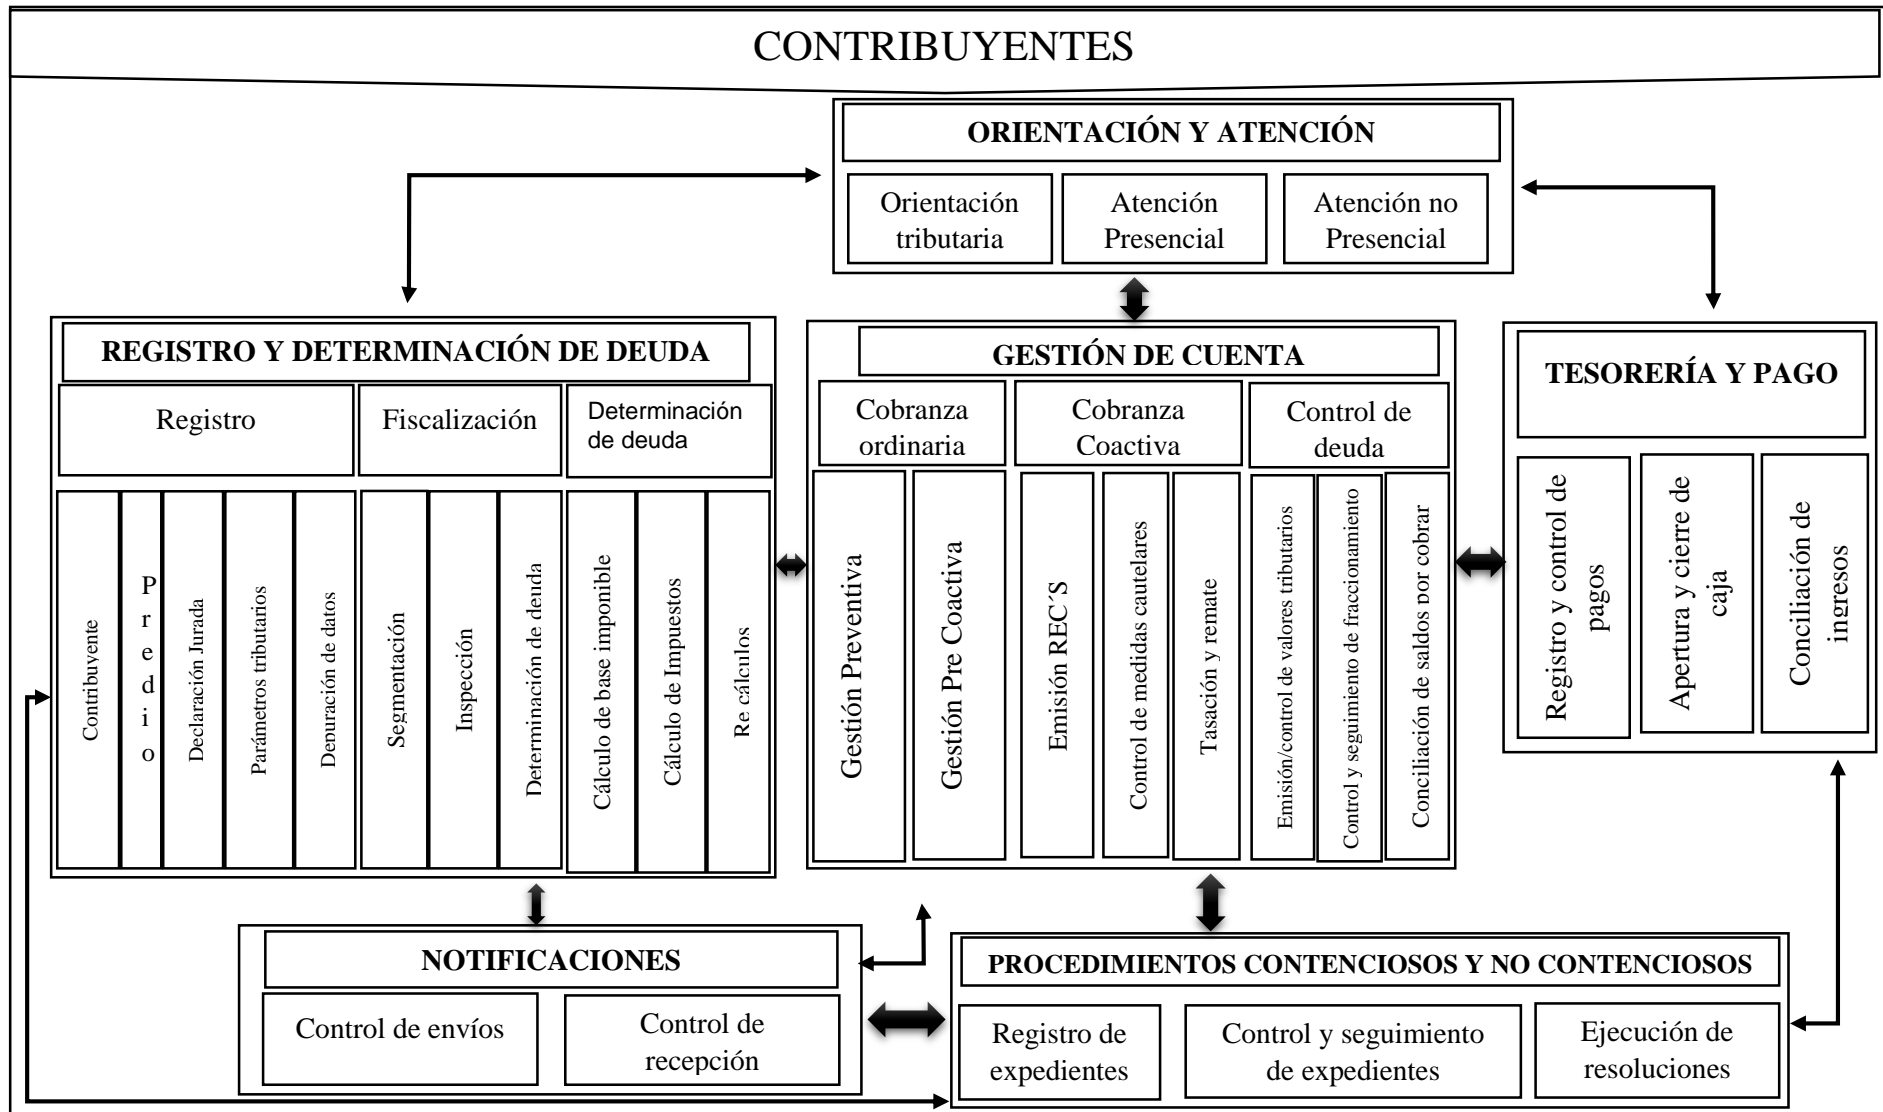 CONTRIBUYENTES
ORIENTACIÓN Y ATENCIÓN
Orientación
tributaria
Atención
Presencial
Atención no
Presencial
REGISTRO Y DETERMINACIÓN DE DEUDA
Registro
Fiscalización
Determinación
de deuda
Contribuyente
Predio
Declaración Jurada
Parámetros tributarios
Depuración de datos
Segmentación
Inspección
Determinación de deuda
Cálculo de base imponible
Cálculo de Impuestos
Re cálculos
GESTIÓN DE CUENTA
Cobranza
ordinaria
Cobranza
Coactiva
Control de
deuda
Gestión Preventiva
Gestión Pre Coactiva
Emisión REC´S
Control de medidas cautelares
Tasación y remate
Emisión/control de valores tributarios
Control y seguimiento de fraccionamiento
Conciliación de saldos por cobrar
TESORERÍA Y PAGO
Registro y control de
pagos
Apertura y cierre de
caja
Conciliación de
ingresos
NOTIFICACIONES
Control de envíos
Control de
recepción
PROCEDIMIENTOS CONTENCIOSOS Y NO CONTENCIOSOS
Registro de
expedientes
Control y seguimiento
de expedientes
Ejecución de
resoluciones